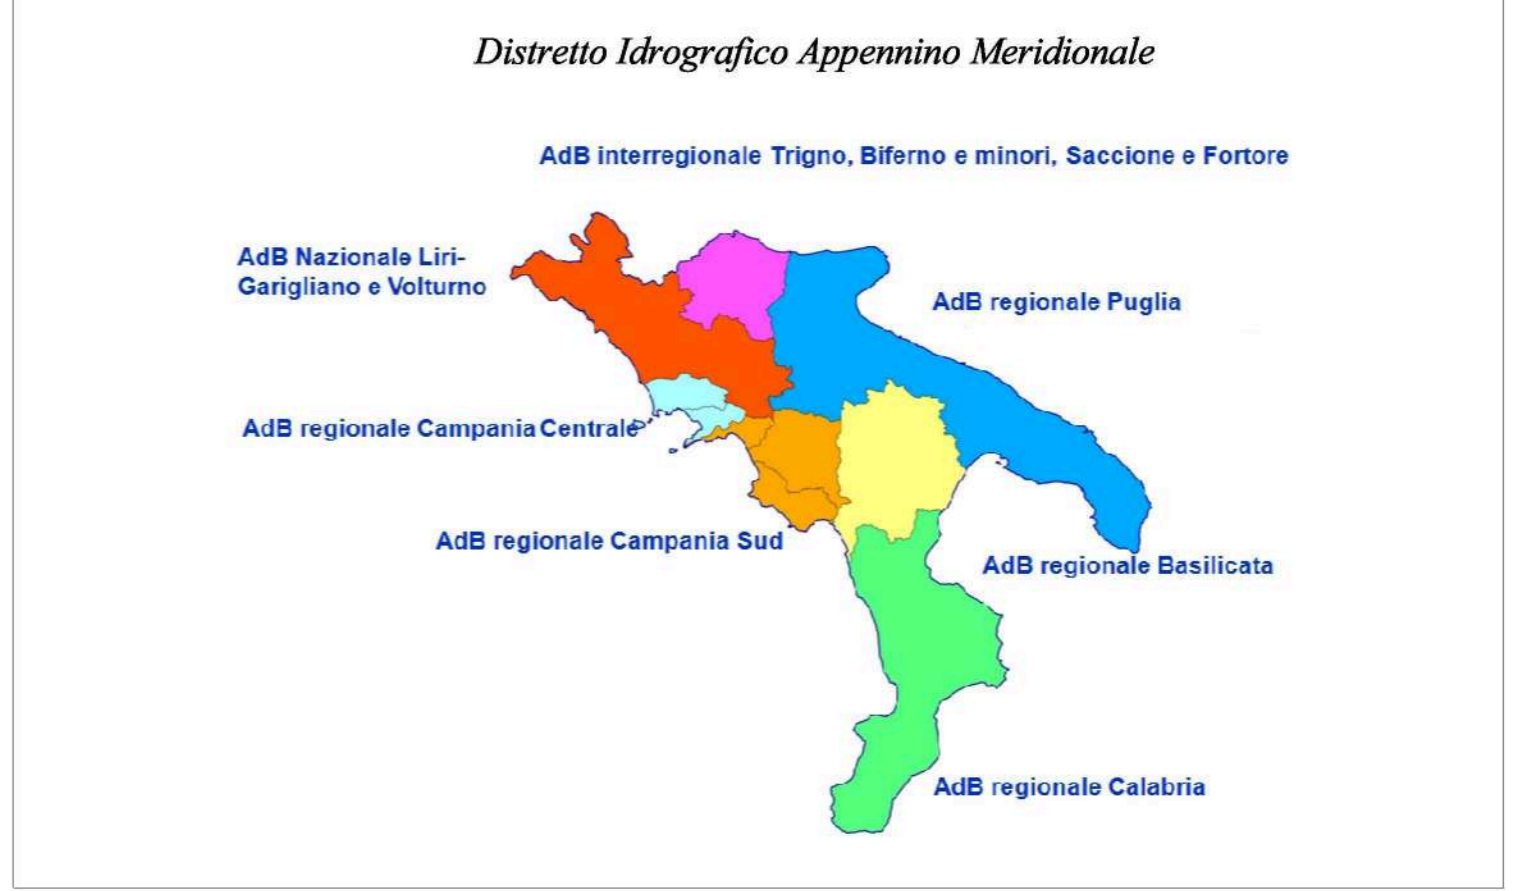 Distretto Idrografico Appennino Meridionale
AdB interregionale Trigno, Biferno e minori, Saccione e Fortore
AdB Nazionale Liri-
Garigliano e Volturno
AdB regionale Puglia
AdB regionale Campania Centrale
AdB regionale Campania Sud
AdB regionale Basilicata
AdB regionale Calabria